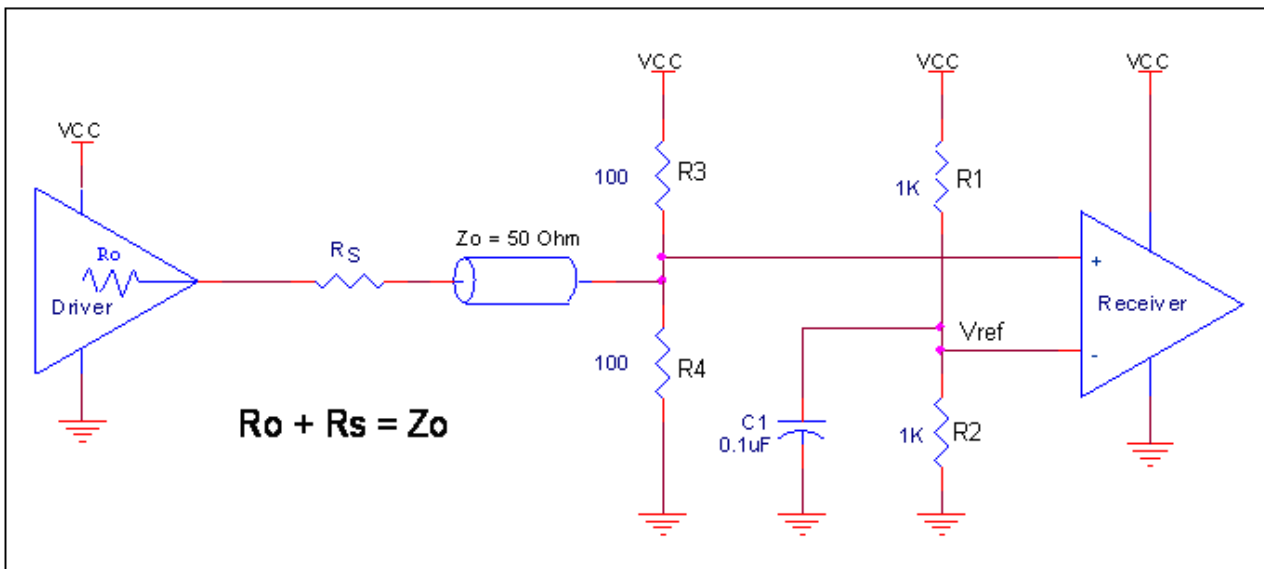 VCC
VCC
VCC
VCC
R3
100
R1
1K
Ro
Driver
RS
Zo = 50 Ohm
+
Receiver
Vref
-
R4
100
Ro + Rs = Zo
C1
0.1uF
R2
1K